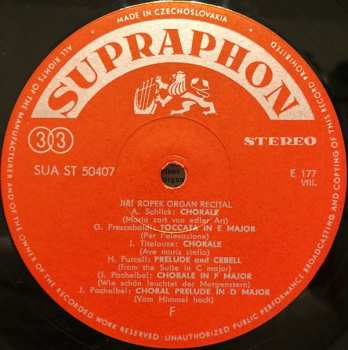 MADE IN CZECHOSLOVAKIA
ALL RIGHTS OF THE MANUFACTURER AND OF THE OWNER OF THE RECORDED WORK RESERVED - UNAUTHORIZED PUBLIC PERFORMANCE BROADCASTING AND COPYING OF THIS RECORD PROHIBITED
SUPRAPHON
33
STEREO
SUA ST 50407
E 177
VIII.
JIŘÍ ROPEK ORGAN RECITAL
A. Schlick: CHORALE
(Maria zart von edler Art)
G. Frescobaldi: TOCCATA IN E MAJOR
(Per l'elevazione)
J. Titelouze: CHORALE
(Ave maris stella)
H. Purcell: PRELUDE and CEBELL
(from the Suite in C major)
J. Pachelbel: CHORALE IN F MAJOR
(Wie schön leuchtet der Morgenstern)
J. Pachelbel: CHORAL PRELUDE IN D MAJOR
(Vom Himmel hoch)
F